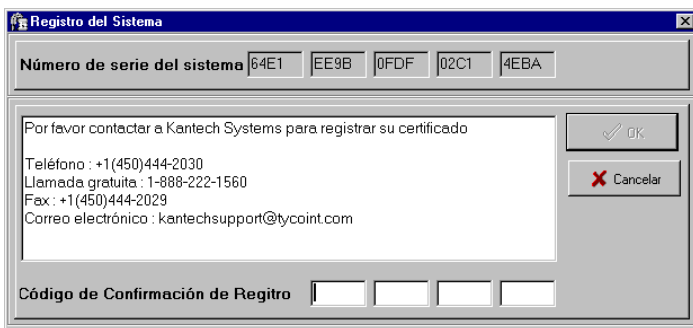 Registro del Sistema
Número de serie del sistema 64E1 EE9B 0FDF 02C1 4EBA
Por favor contactar a Kantech Systems para registrar su certificado
OK
Teléfono : +1(450)444-2030
Llamada gratuita : 1-888-222-1560
Cancelar
Fax : +1(450)444-2029
Correo electrónico : kantechsupport@tycoint.com
Código de Confirmación de Regitro